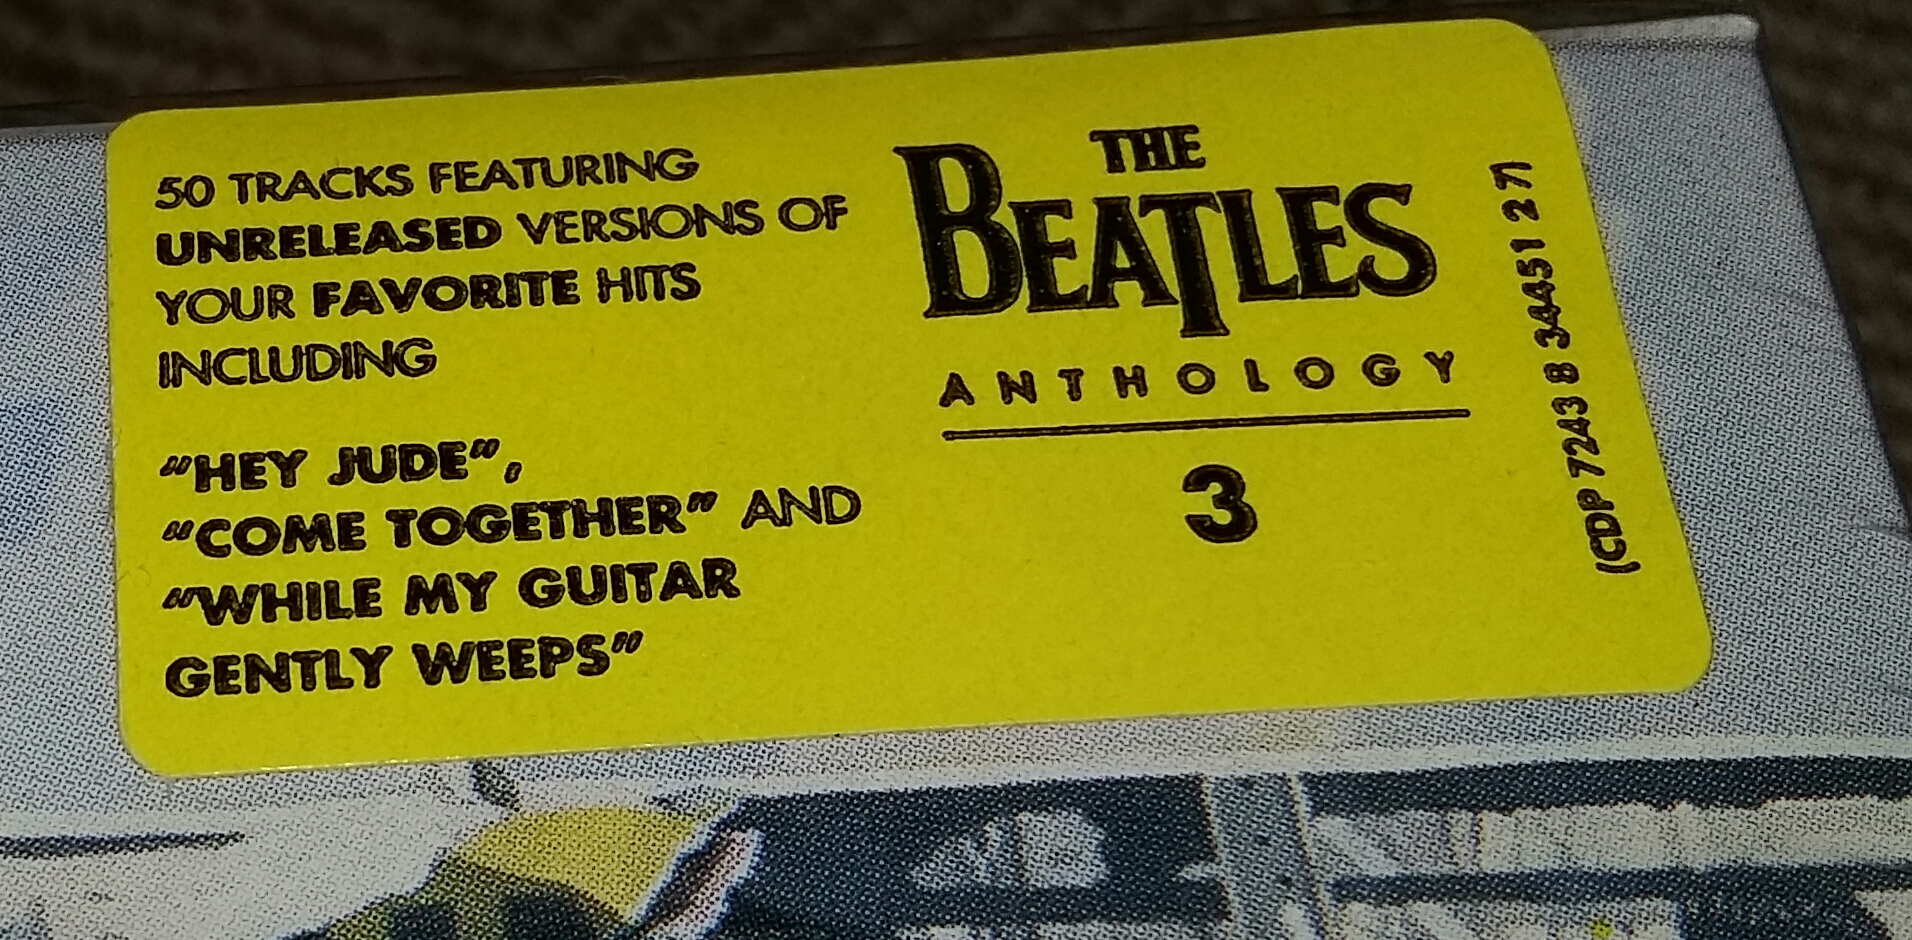 50 TRACKS FEATURING
UNRELEASED VERSIONS OF
YOUR FAVORITE HITS
INCLUDING
"HEY JUDE",
"COME TOGETHER" AND
"WHILE MY GUITAR
GENTLY WEEPS"
THE
BEATLES
ANTHOLOGY
3
(CDP 7243 8 34451 2 7)